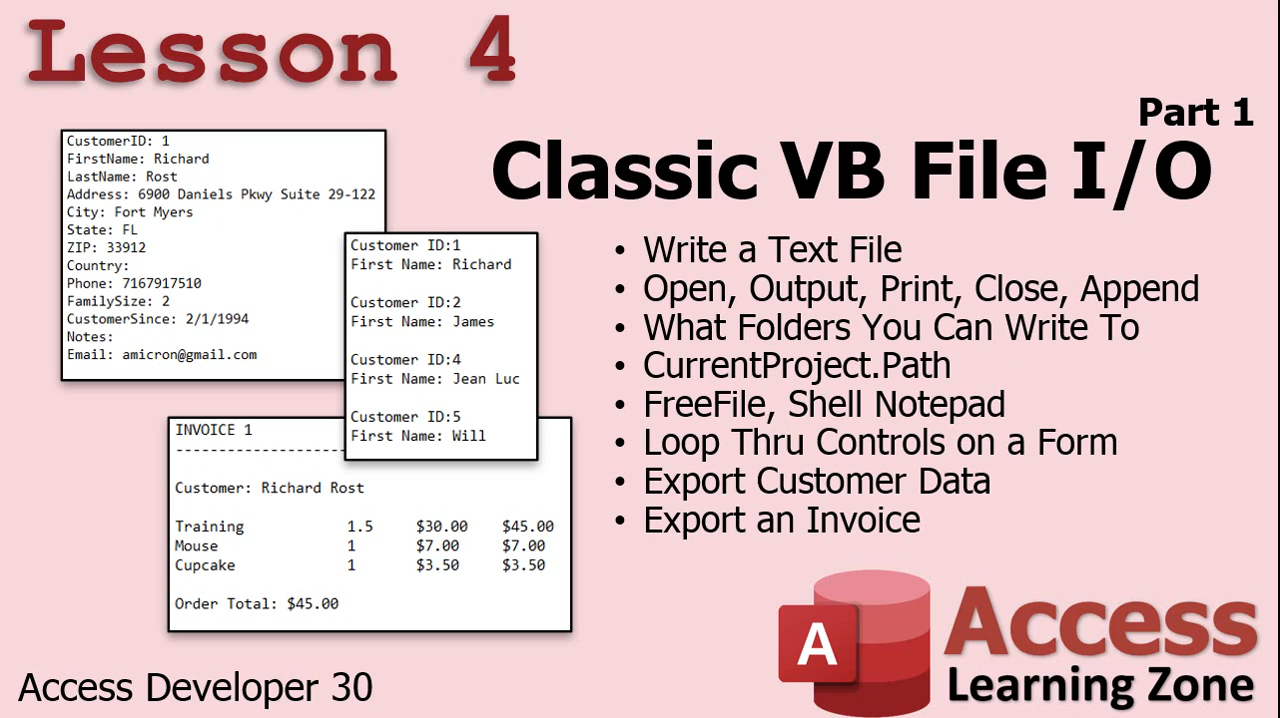 Lesson 4
Part 1
Classic VB File I/O
CustomerID: 1
FirstName: Richard
LastName: Rost
Address: 6900 Daniels Pkwy Suite 29-122
City: Fort Myers
State: FL
ZIP: 33912
Country:
Phone: 7167917510
FamilySize: 2
CustomerSince: 2/1/1994
Notes:
Email: amicron@gmail.com
Customer ID:1
First Name: Richard
Customer ID:2
First Name: James
Customer ID:4
First Name: Jean Luc
Customer ID:5
First Name: Will
INVOICE 1
--------------------
Customer: Richard Rost
Training 1.5 $30.00 $45.00
Mouse 1 $7.00 $7.00
Cupcake 1 $3.50 $3.50
Order Total: $45.00
• Write a Text File
• Open, Output, Print, Close, Append
• What Folders You Can Write To
• CurrentProject.Path
• FreeFile, Shell Notepad
• Loop Thru Controls on a Form
• Export Customer Data
• Export an Invoice
Access Developer 30
A
Access
Learning Zone